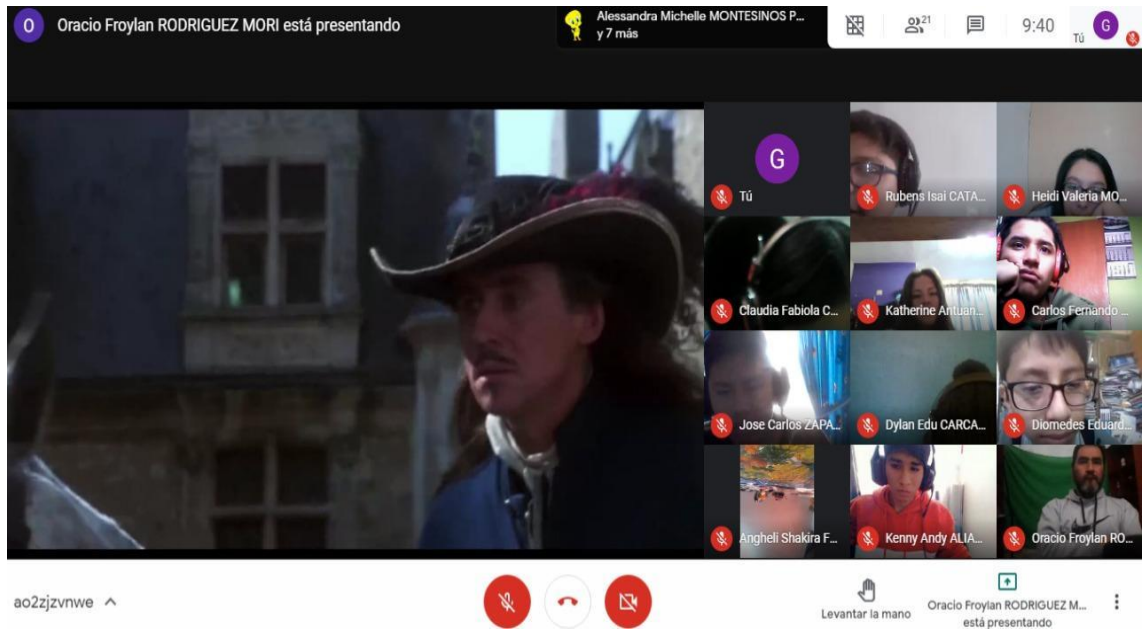 O Oracio Froylan RODRIGUEZ MORI está presentando
Alessandra Michelle MONTESINOS P...
y 7 más
21
9:40
Tú
G
G
Tú
Rubens Isai CATA...
Heidi Valeria MO...
Claudia Fabiola C...
Katherine Antuan...
Carlos Fernando ...
Jose Carlos ZAPA...
Dylan Edu CARCA...
Diomedes Eduard...
Angheli Shakira F...
Kenny Andy ALIA...
Oracio Froylan RO...
ao2zjzvnwe
Levantar la mano
Oracio Froylan RODRIGUEZ M...
está presentando